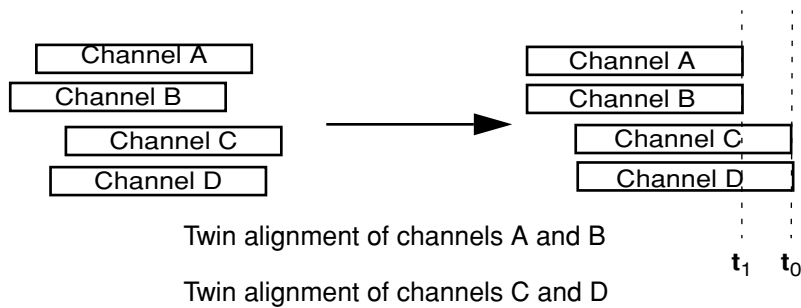 Channel A
Channel B
Channel C
Channel D
Channel A
Channel B
Channel C
Channel D
Twin alignment of channels A and B
t1 t0
Twin alignment of channels C and D